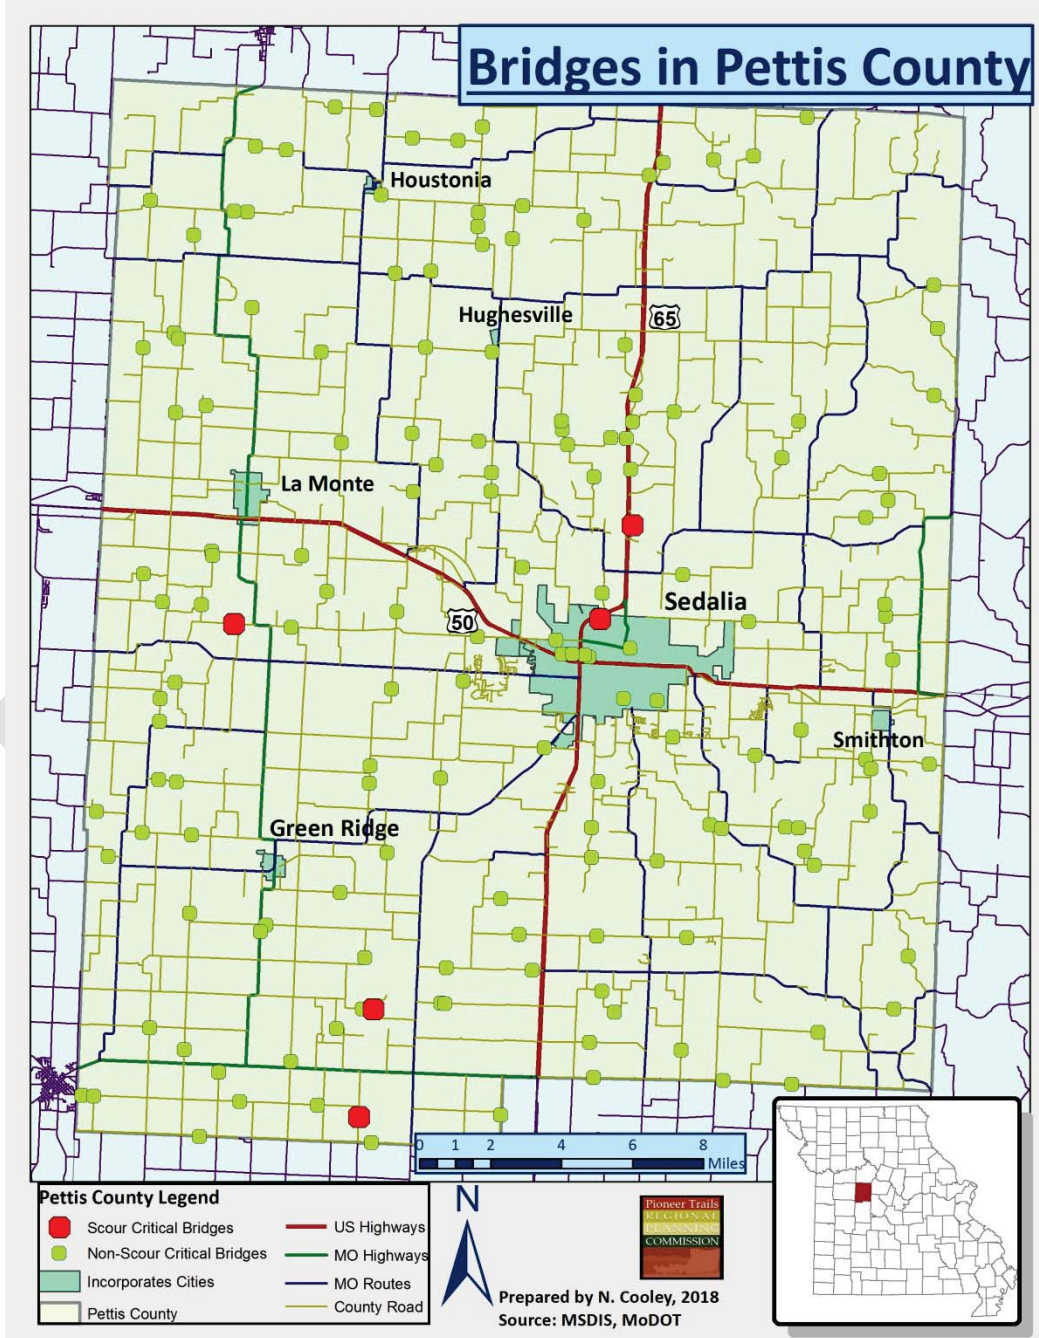 Bridges in Pettis County
Houstonia
Hughesville
65
La Monte
Sedalia
50
Smithton
Green Ridge
0 1 2 4 6 8
Miles
Pettis County Legend
Scour Critical Bridges
Non-Scour Critical Bridges
Incorporates Cities
Pettis County
US Highways
MO Highways
MO Routes
County Road
N
Pioneer Trails
REGIONAL
PLANNING
COMMISSION
Prepared by N. Cooley, 2018
Source: MSDIS, MoDOT